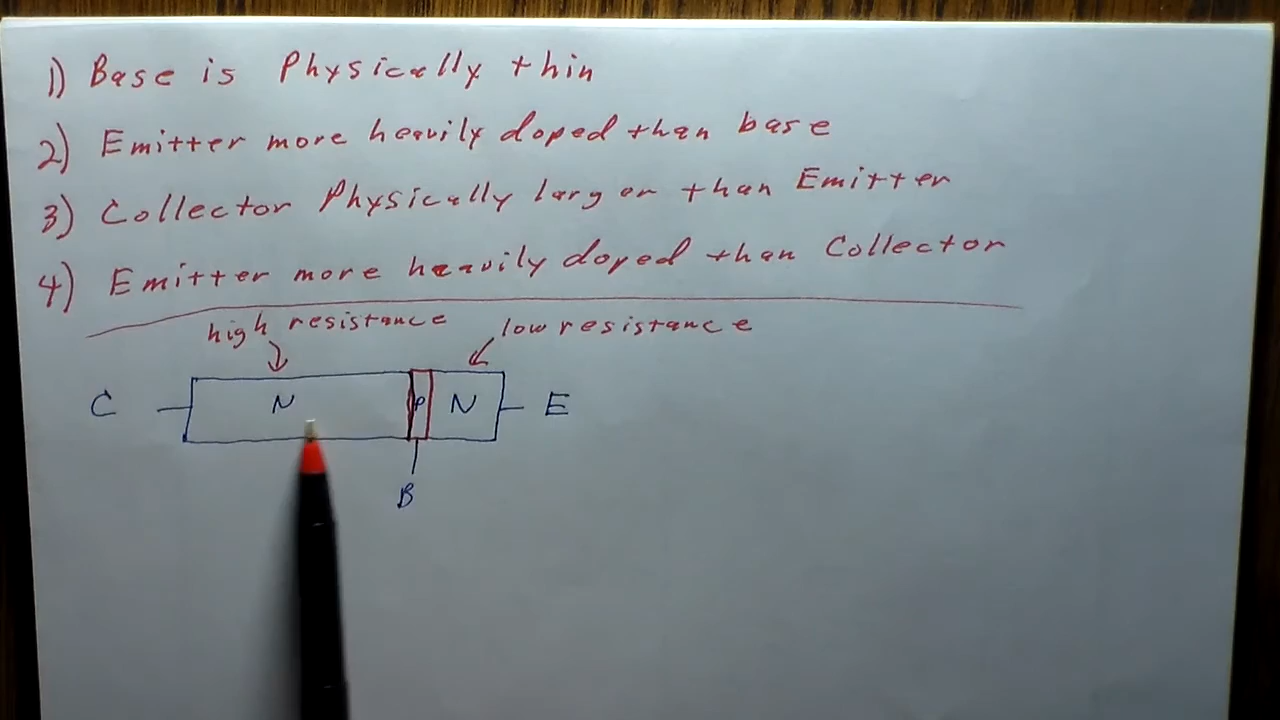 1) Base is Physically thin
2) Emitter more heavily doped than base
3) Collector Physically larger than Emitter
4) Emitter more heavily doped than Collector
high resistance low resistance
C N P N E
B